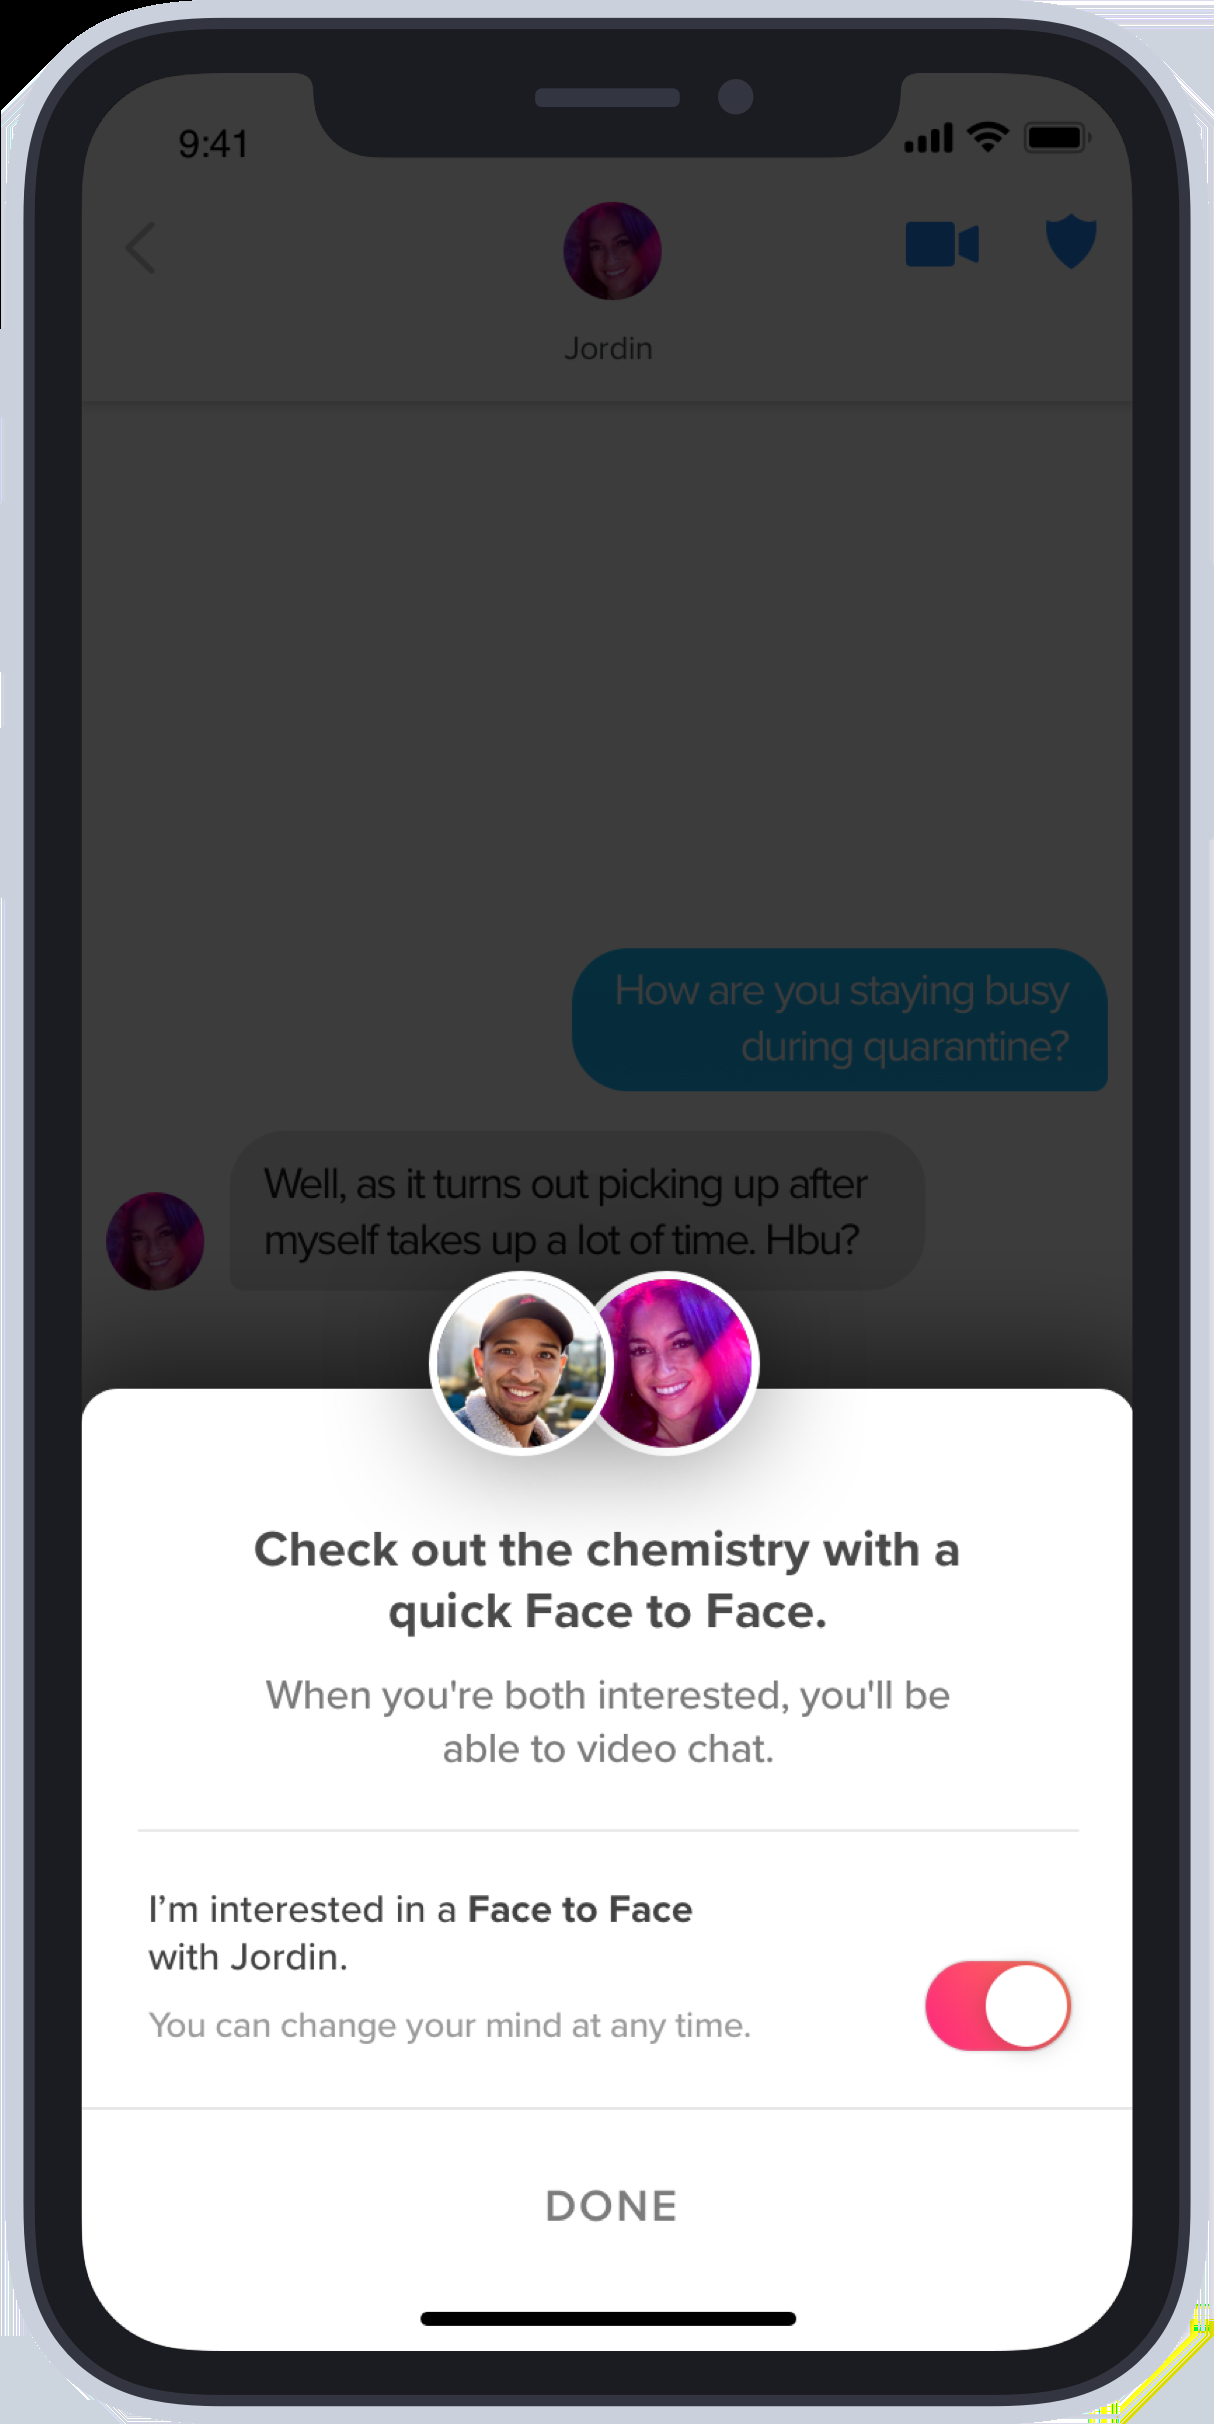 9:41
Jordin
How are you staying busy
during quarantine?
Well, as it turns out picking up after
myself takes up a lot of time. Hbu?
Check out the chemistry with a
quick Face to Face.
When you're both interested, you'll be
able to video chat.
I’m interested in a Face to Face
with Jordin.
You can change your mind at any time.
DONE